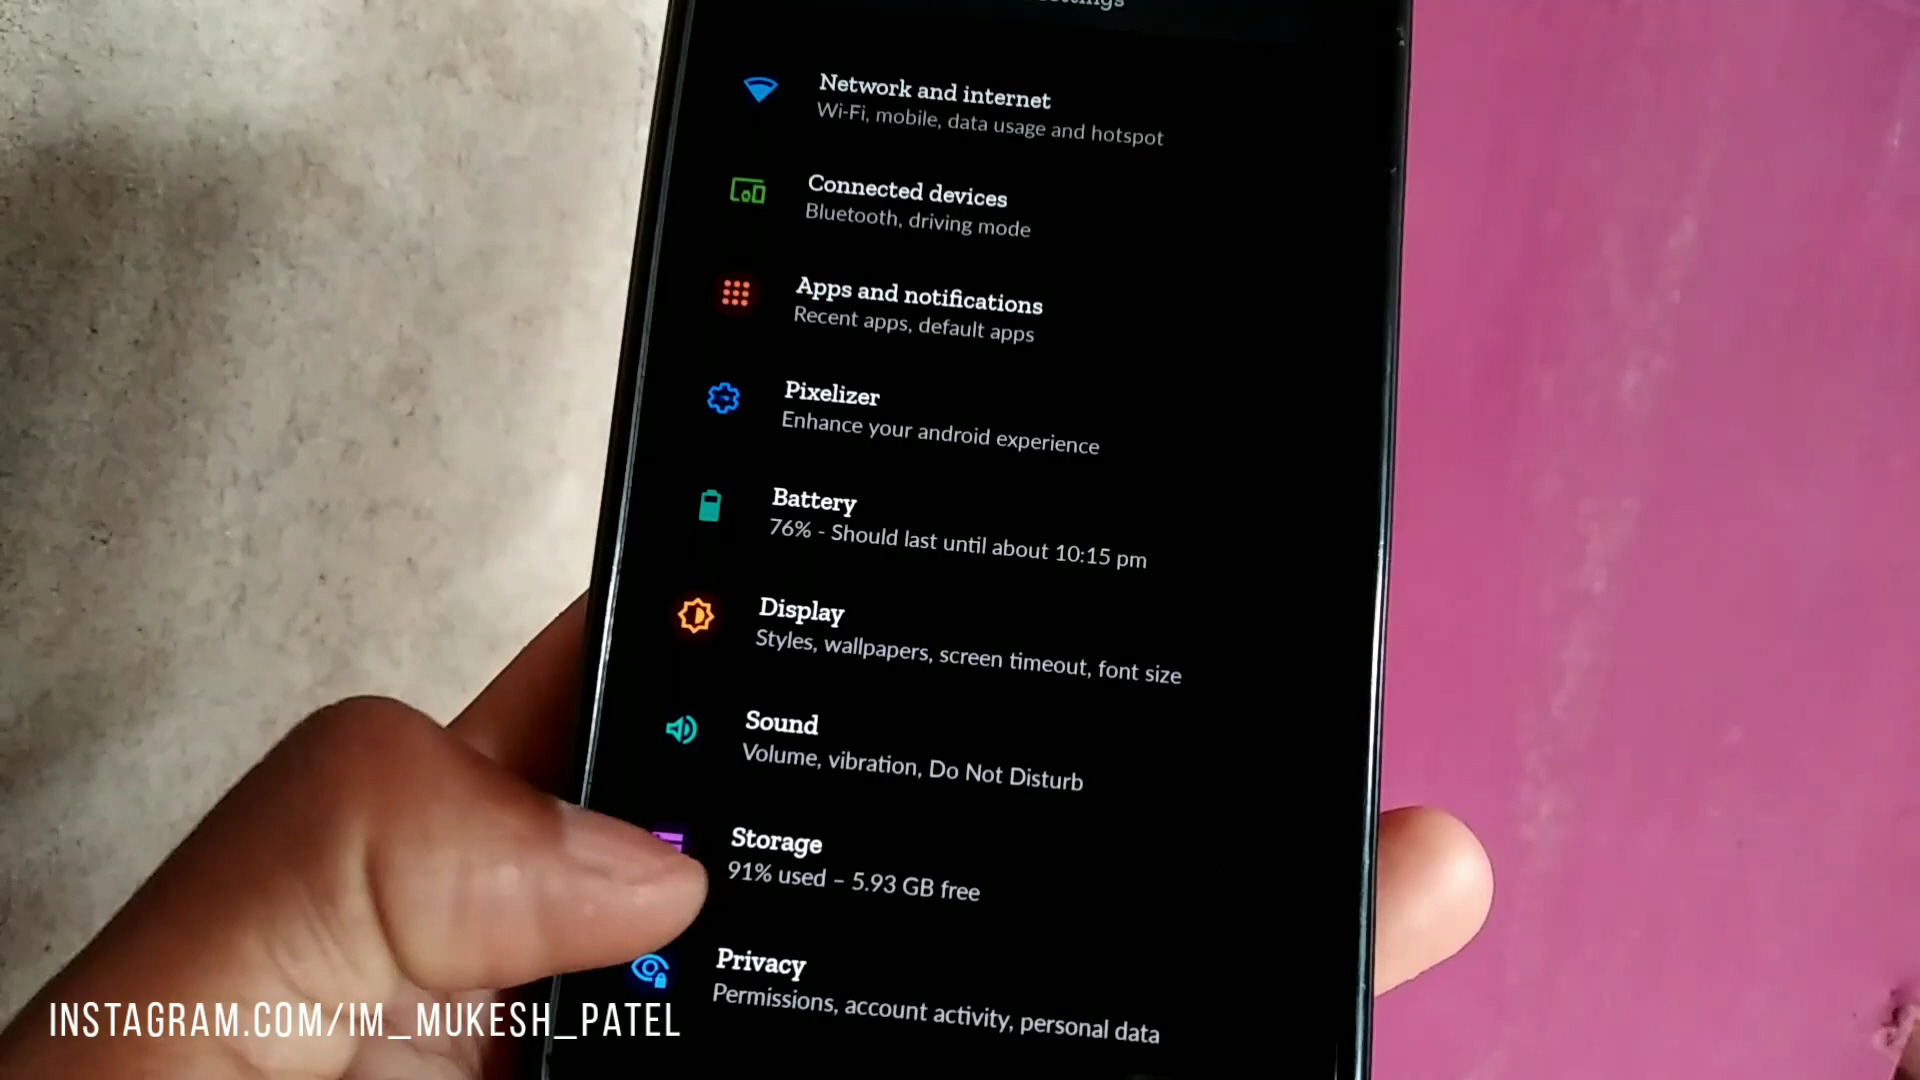 Network and internet
Wi-Fi, mobile, data usage and hotspot
Connected devices
Bluetooth, driving mode
Apps and notifications
Recent apps, default apps
Pixelizer
Enhance your android experience
Battery
76% - Should last until about 10:15 pm
Display
Styles, wallpapers, screen timeout, font size
Sound
Volume, vibration, Do Not Disturb
Storage
91% used – 5.93 GB free
Privacy
Permissions, account activity, personal data
INSTAGRAM.COM/IM_MUKESH_PATEL